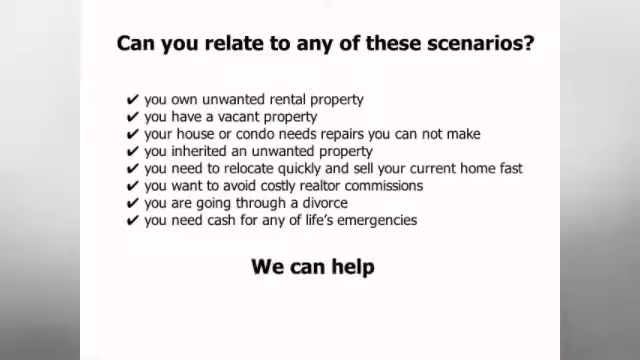 Can you relate to any of these scenarios?
✔ you own unwanted rental property
✔ you have a vacant property
✔ your house or condo needs repairs you can not make
✔ you inherited an unwanted property
✔ you need to relocate quickly and sell your current home fast
✔ you want to avoid costly realtor commissions
✔ you are going through a divorce
✔ you need cash for any of life's emergencies
We can help